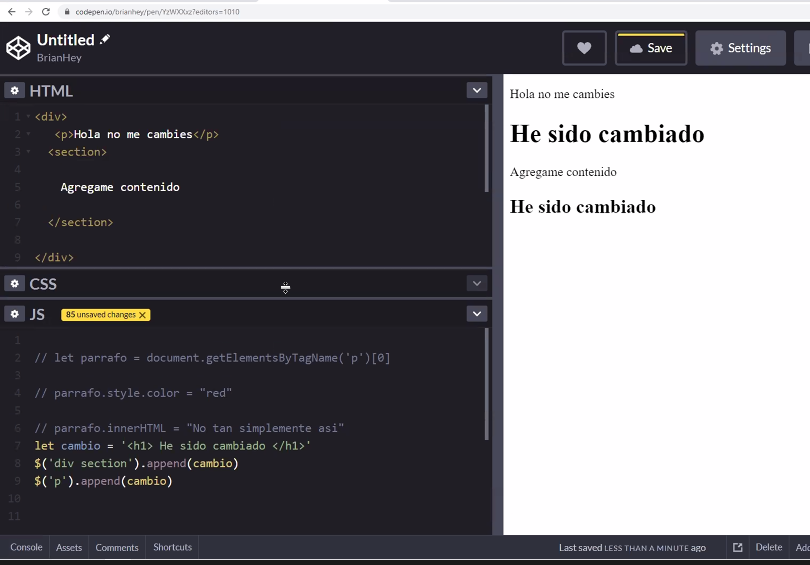 codepen.io/brianhey/pen/YzWXXxz?editors=1010
Untitled
BrianHey
Save
Settings
HTML
1 <div>
2 <p>Hola no me cambies</p>
3 <section>
4
5 Agregame contenido
6
7 </section>
8
9 </div>
CSS
JS
85 unsaved changes X
1
2 // let parrafo = document.getElementsByTagName('p')[0]
3
4 // parrafo.style.color = "red"
5
6 // parrafo.innerHTML = "No tan simplemente asi"
7 let cambio = '<h1> He sido cambiado </h1>'
8 $('div section').append(cambio)
9 $('p').append(cambio)
10
11
Hola no me cambies
He sido cambiado
Agregame contenido
He sido cambiado
Console Assets Comments Shortcuts Last saved LESS THAN A MINUTE ago Delete Add